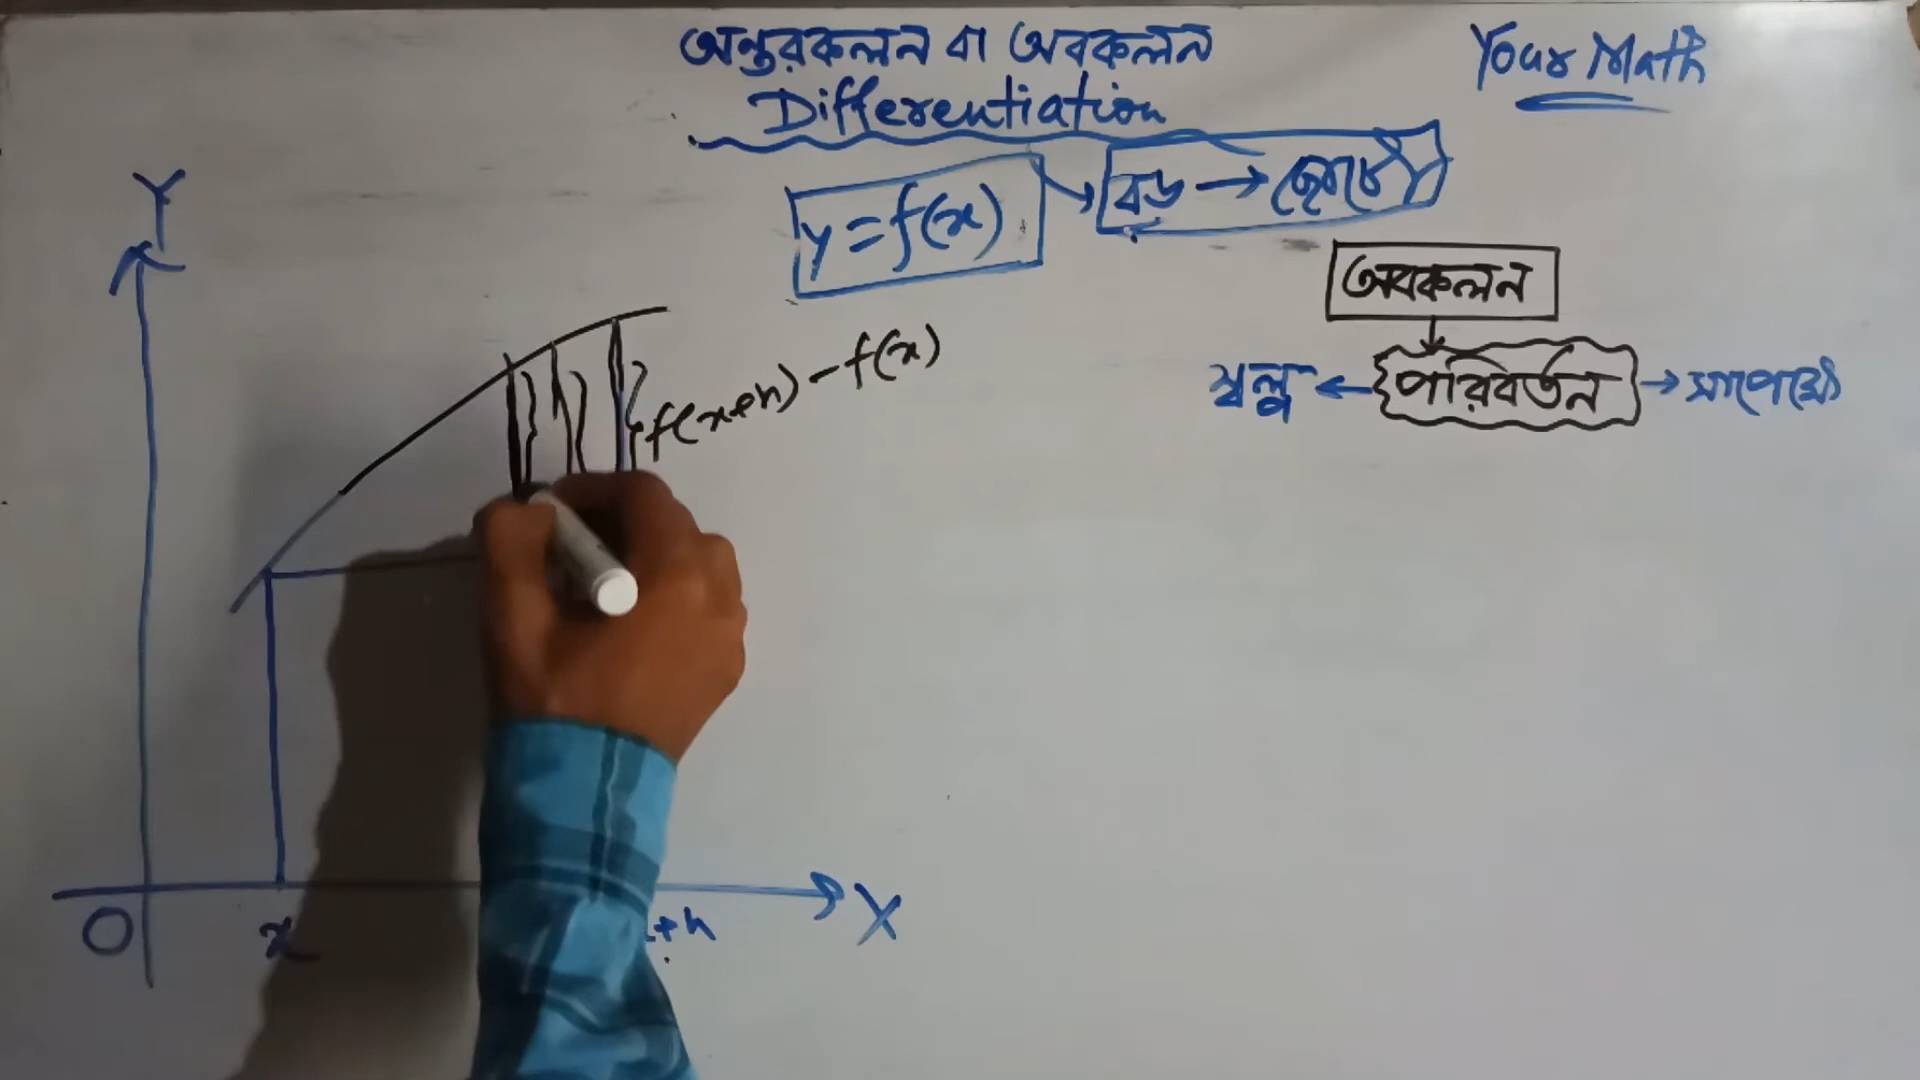 অন্তরকলন বা অবকলন
Differentiation
Your Math
y=f(x)
বড় → ছোট
অবকলন
স্বল্প ← পরিবর্তন → সাপেক্ষে
Y
f(x+h) - f(x)
O
x
+h
X